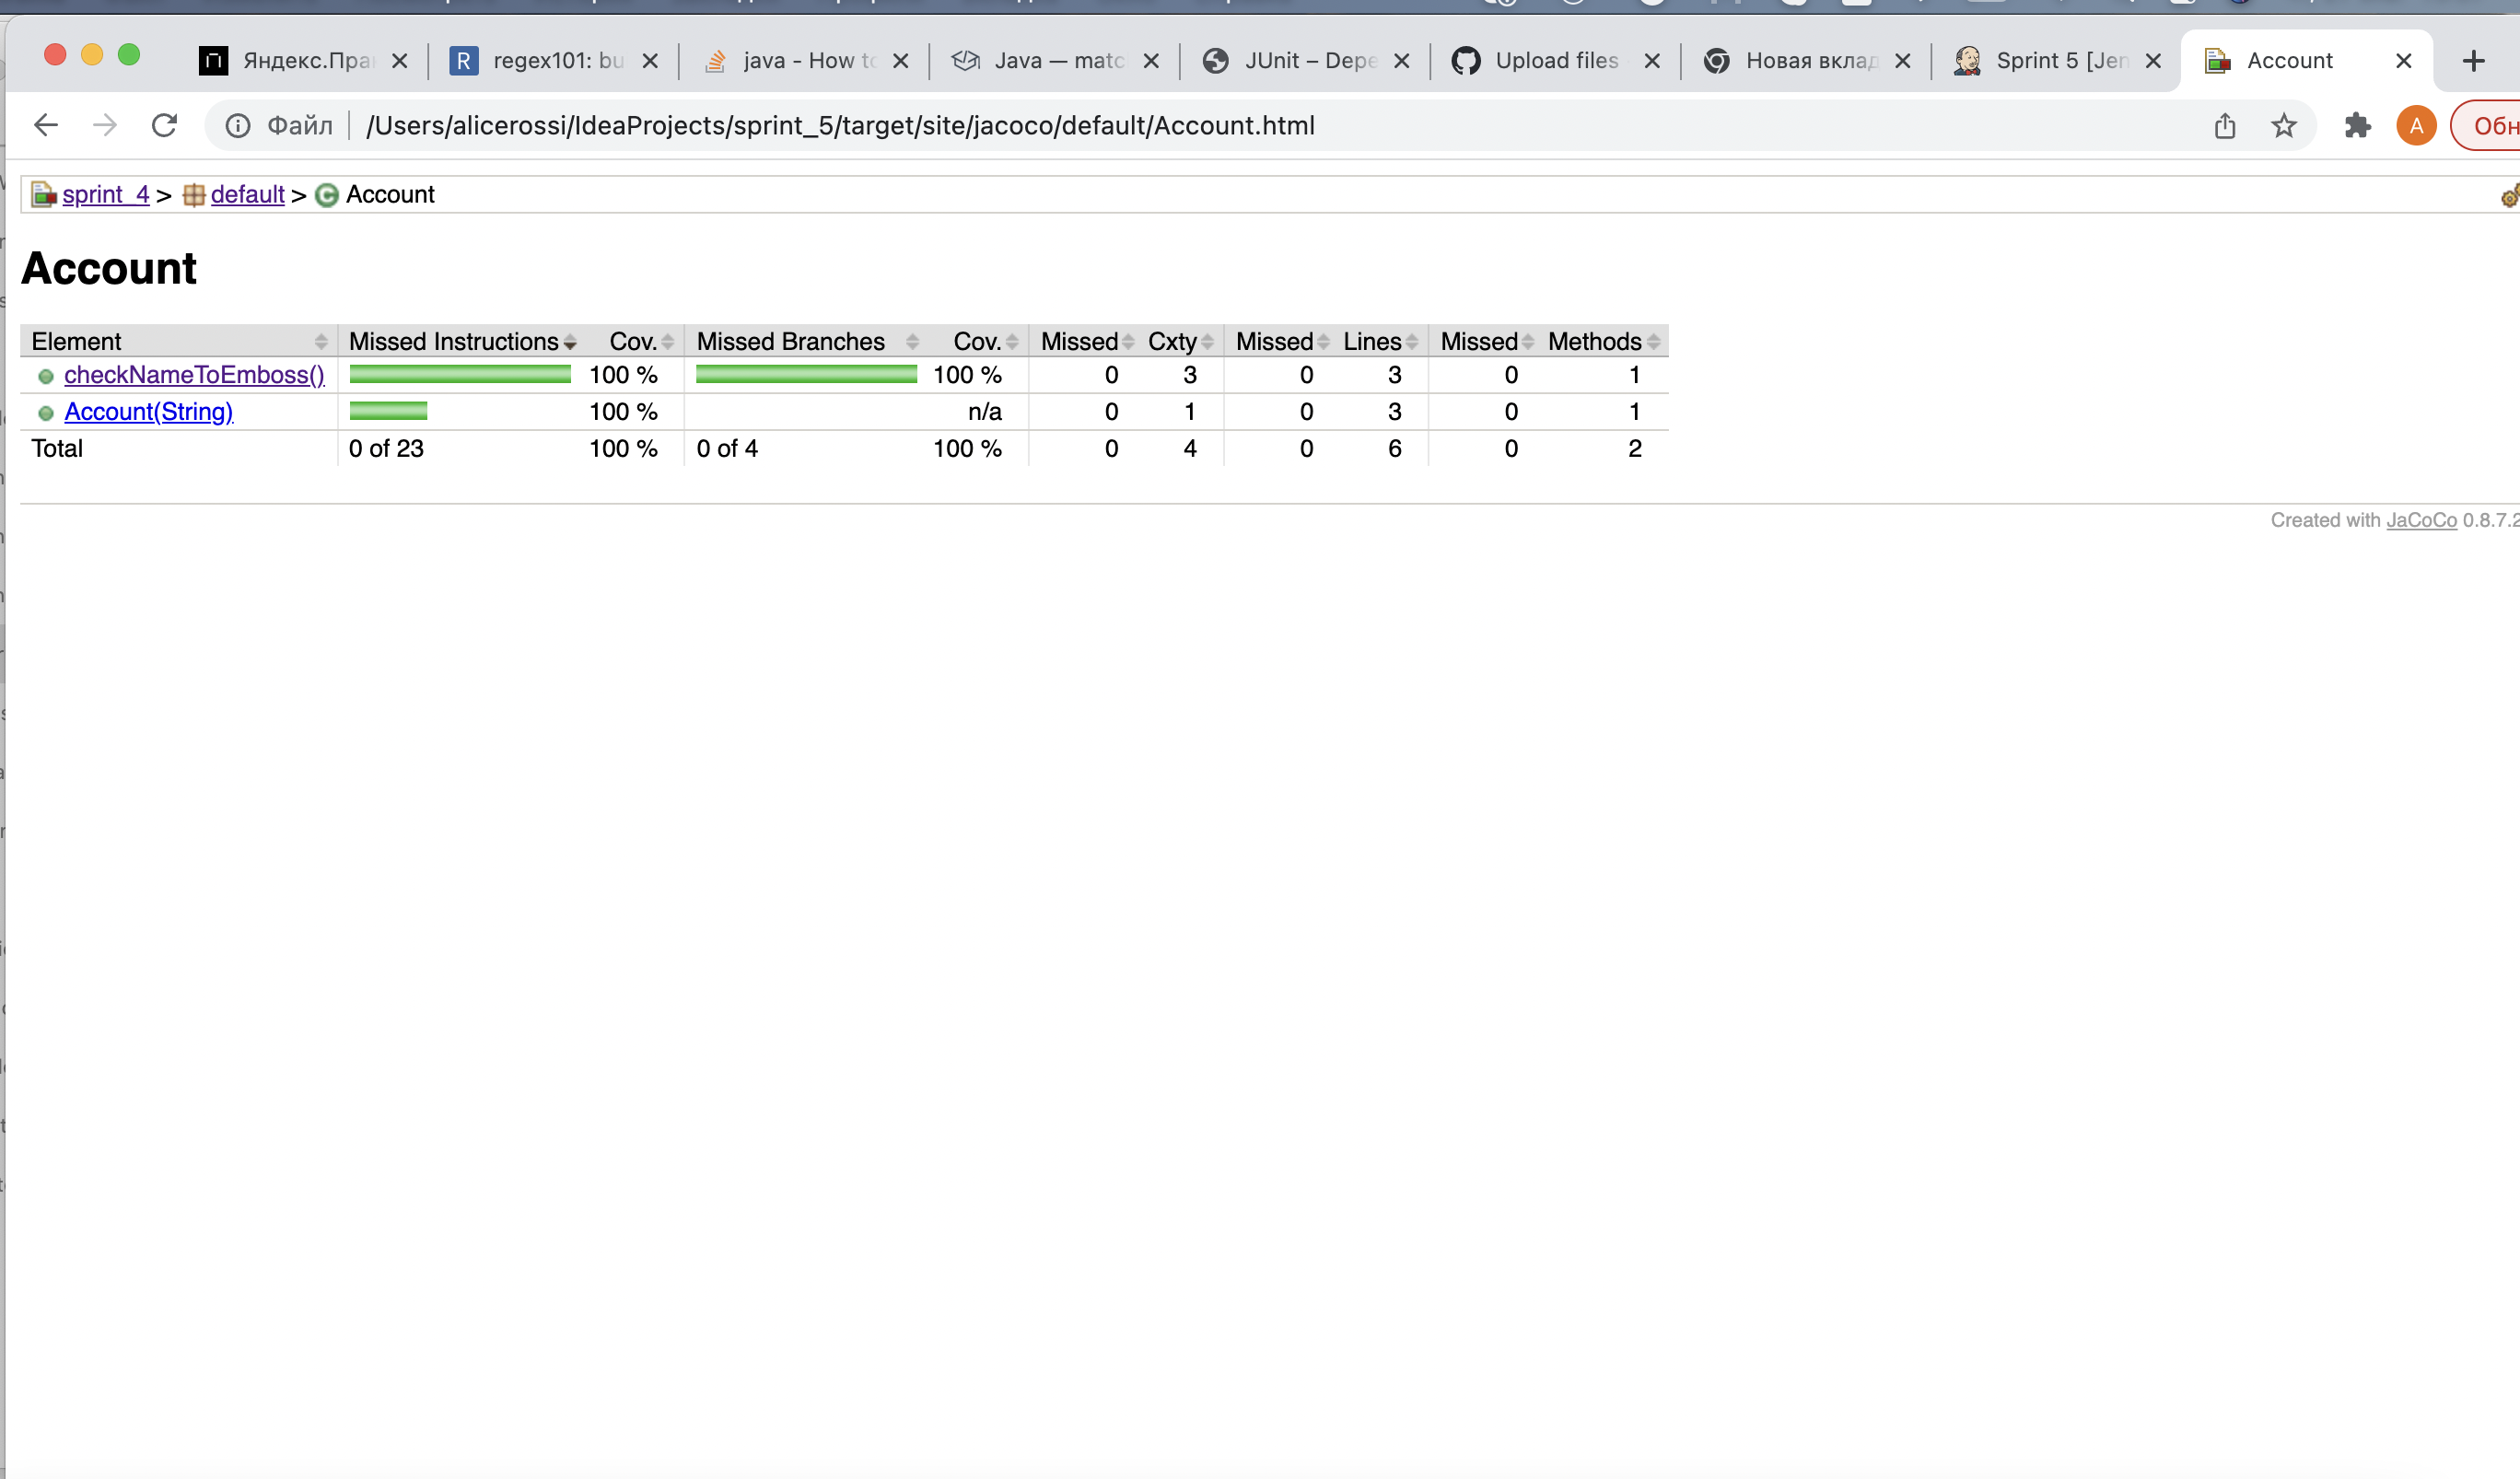 Яндекс.Пра regex101: bu java - How to Java — matc JUnit – Depe Upload files Новая вклад Sprint 5 [Jen Account
Файл /Users/alicerossi/IdeaProjects/sprint_5/target/site/jacoco/default/Account.html A Обн
sprint_4 > default > Account
Account
Element Missed Instructions Cov. Missed Branches Cov. Missed Cxty Missed Lines Missed Methods
checkNameToEmboss() 100 % 100 % 0 3 0 3 0 1
Account(String) 100 % n/a 0 1 0 3 0 1
Total 0 of 23 100 % 0 of 4 100 % 0 4 0 6 0 2
Created with JaCoCo 0.8.7.2